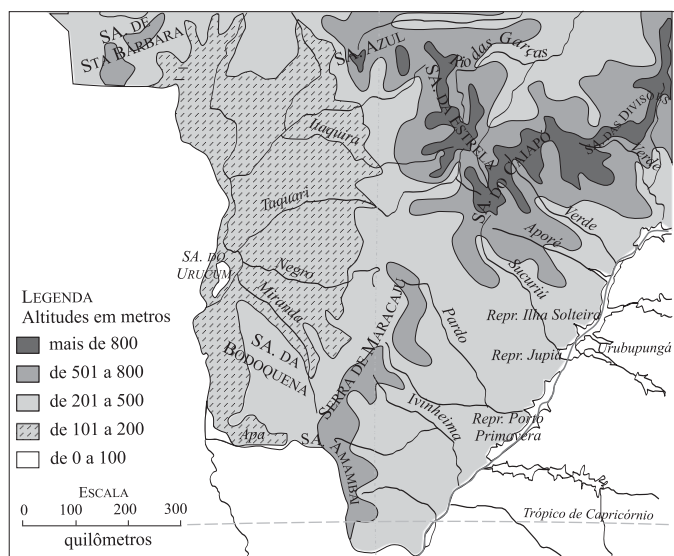 SA. DE
STA BÁRBARA
SA. AZUL
Rio das Garças
SA. DA ESTRELA
SA. DAS DIVISÕES
Verde
Itaquira
SA. DO CAIAPÓ
Taquari
Verde
Aporé
SA. DO
URUCUM
Negro
Sucuriú
Miranda
LEGENDA
Altitudes em metros
mais de 800
de 501 a 800
de 201 a 500
de 101 a 200
de 0 a 100
SA. DA
BODOQUENA
SERRA DE MARACAJÚ
Pardo
Repr. Ilha Solteira
Repr. Jupia
Urubupungá
Ivinheima
Repr. Porto
Primavera
Apa
SA. AMAMBAÍ
ESCALA
0 100 200 300
quilômetros
Trópico de Capricórnio